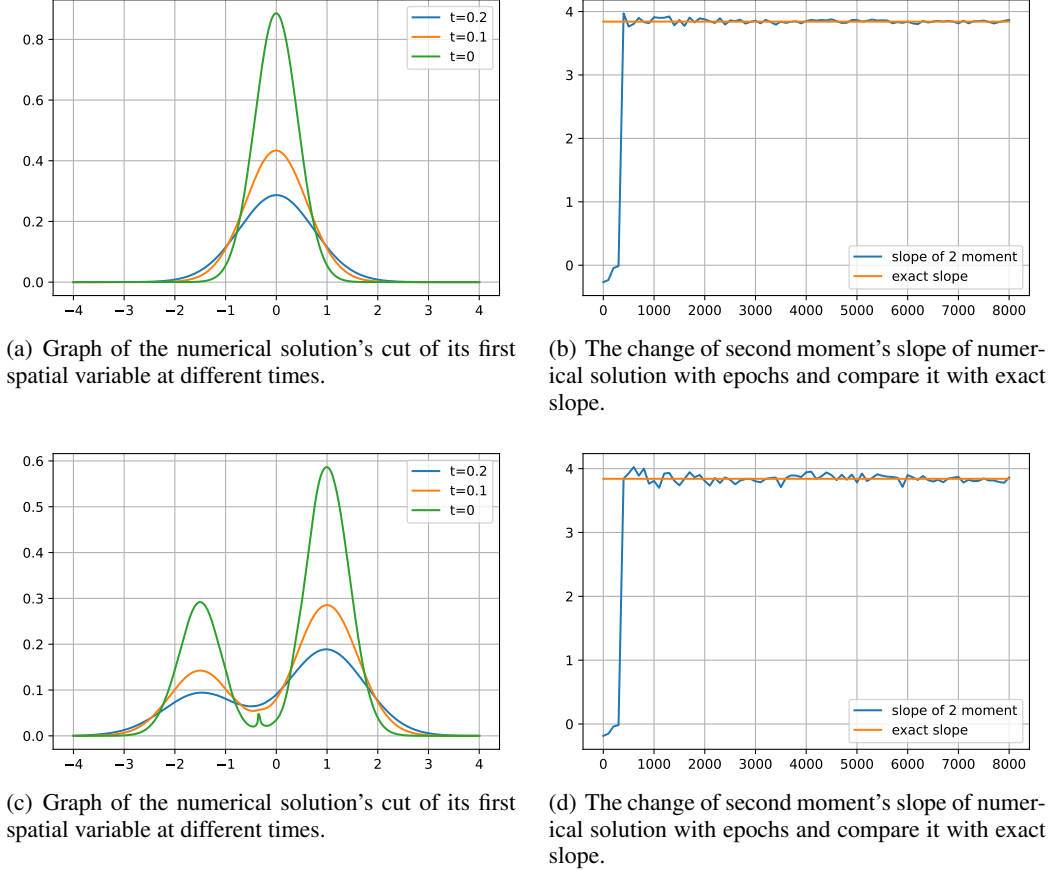 0.8
0.6
0.4
0.2
0.0
−4 −3 −2 −1 0 1 2 3 4
t=0.2
t=0.1
t=0
4
3
2
1
0
0 1000 2000 3000 4000 5000 6000 7000 8000
slope of 2 moment
exact slope
(a) Graph of the numerical solution's cut of its first
spatial variable at different times.
(b) The change of second moment's slope of numer-
ical solution with epochs and compare it with exact
slope.
0.6
0.5
0.4
0.3
0.2
0.1
0.0
−4 −3 −2 −1 0 1 2 3 4
t=0.2
t=0.1
t=0
4
3
2
1
0
0 1000 2000 3000 4000 5000 6000 7000 8000
slope of 2 moment
exact slope
(c) Graph of the numerical solution's cut of its first
spatial variable at different times.
(d) The change of second moment's slope of numer-
ical solution with epochs and compare it with exact
slope.